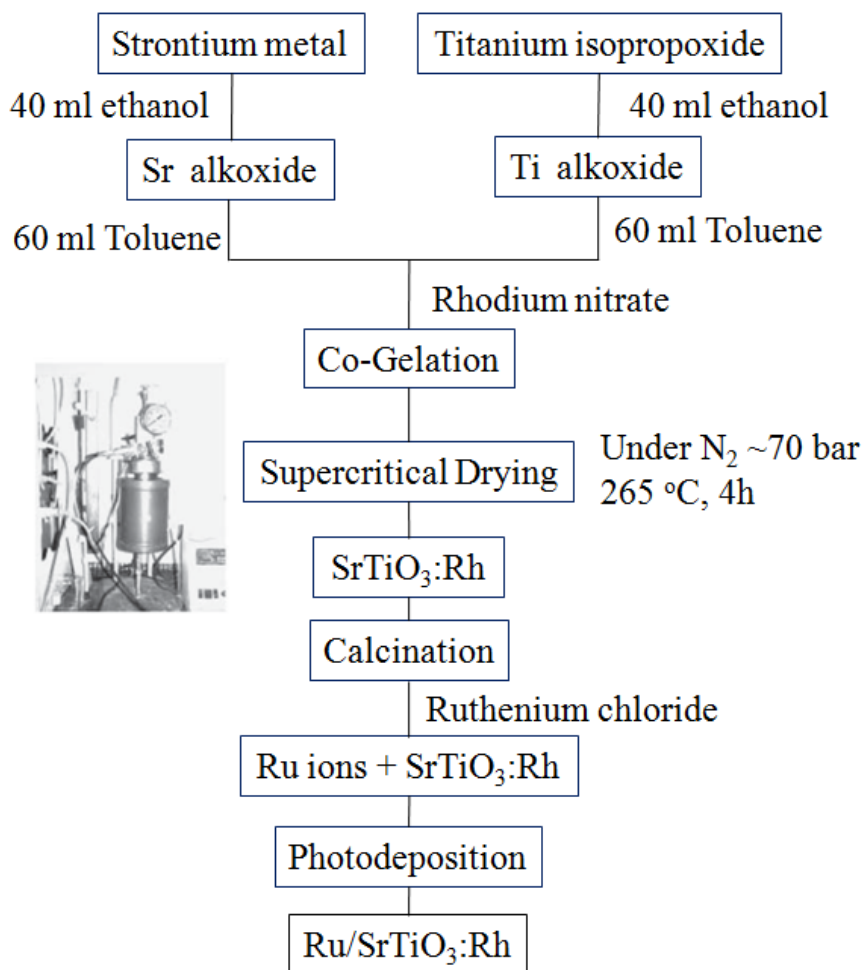 Strontium metal
Titanium isopropoxide
40 ml ethanol
40 ml ethanol
Sr alkoxide
Ti alkoxide
60 ml Toluene
60 ml Toluene
Rhodium nitrate
Co-Gelation
Supercritical Drying
Under N₂ ~70 bar
265 °C, 4h
SrTiO₃:Rh
Calcination
Ruthenium chloride
Ru ions + SrTiO₃:Rh
Photodeposition
Ru/SrTiO₃:Rh